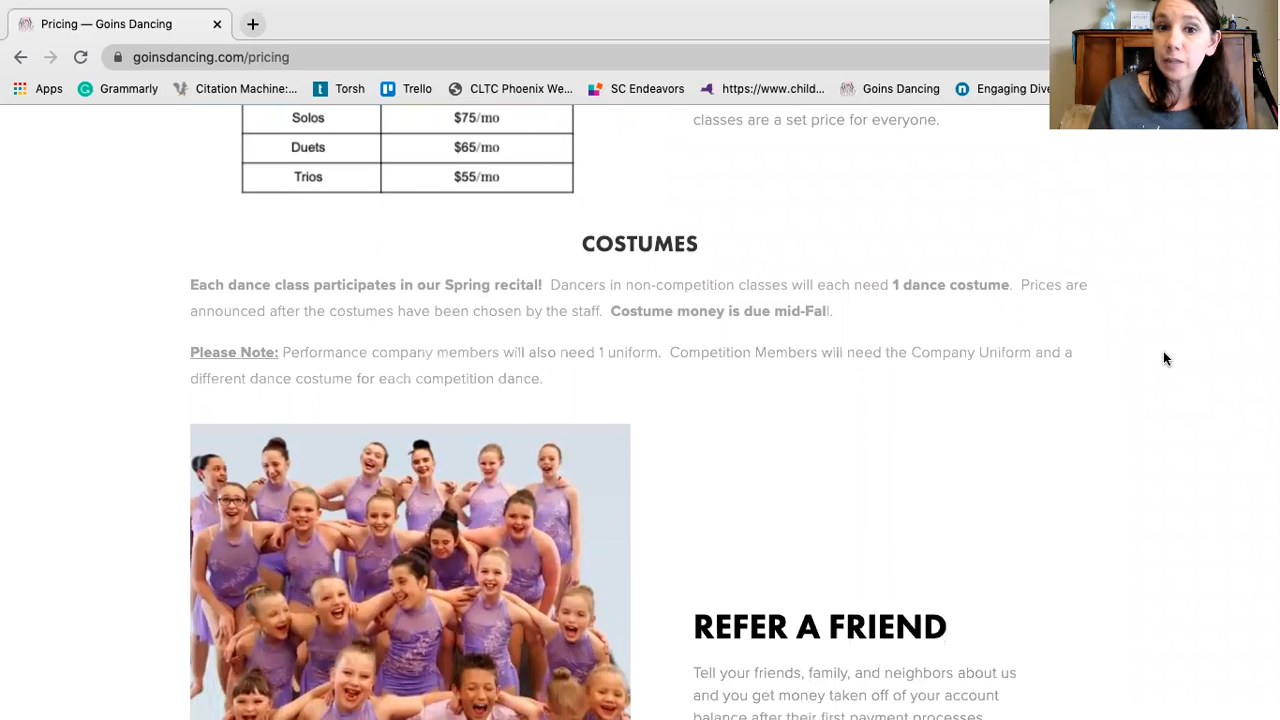 Pricing — Goins Dancing
goinsdancing.com/pricing
Apps Grammarly Citation Machine:... Torsh Trello CLTC Phoenix We... SC Endeavors https://www.child... Goins Dancing Engaging Dive
Solos $75/mo
Duets $65/mo
Trios $55/mo
classes are a set price for everyone.
COSTUMES
Each dance class participates in our Spring recital! Dancers in non-competition classes will each need 1 dance costume. Prices are
announced after the costumes have been chosen by the staff. Costume money is due mid-Fall.
Please Note: Performance company members will also need 1 uniform. Competition Members will need the Company Uniform and a
different dance costume for each competition dance.
REFER A FRIEND
Tell your friends, family, and neighbors about us
and you get money taken off of your account
balance after their first payment processes